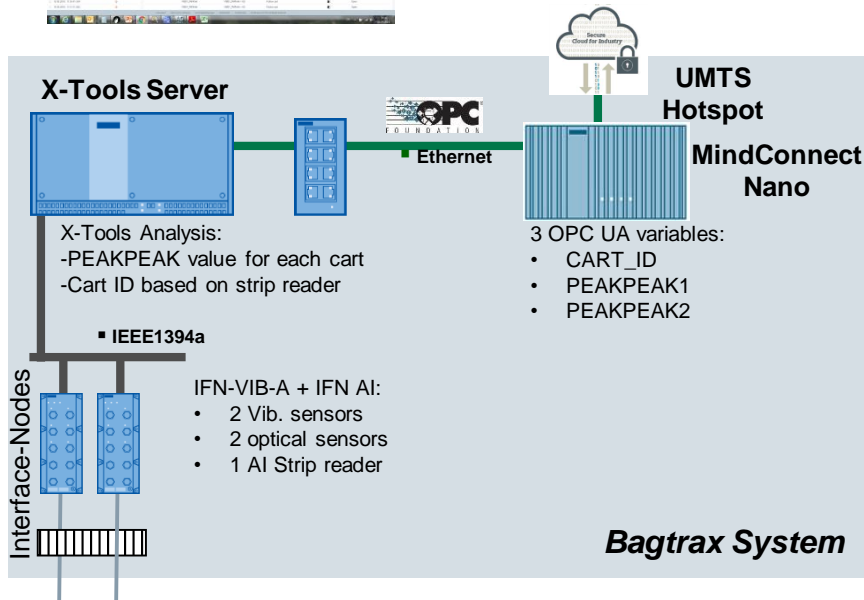 Secure
Cloud for Industry
X-Tools Server
UMTS
Hotspot
OPC
FOUNDATION
▪ Ethernet
MindConnect
Nano
X-Tools Analysis:
-PEAKPEAK value for each cart
-Cart ID based on strip reader
3 OPC UA variables:
• CART_ID
• PEAKPEAK1
• PEAKPEAK2
▪ IEEE1394a
Interface-Nodes
IFN-VIB-A + IFN AI:
• 2 Vib. sensors
• 2 optical sensors
• 1 AI Strip reader
Bagtrax System